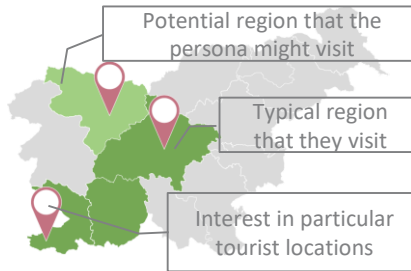 Potential region that the
persona might visit
Typical region
that they visit
Interest in particular
tourist locations